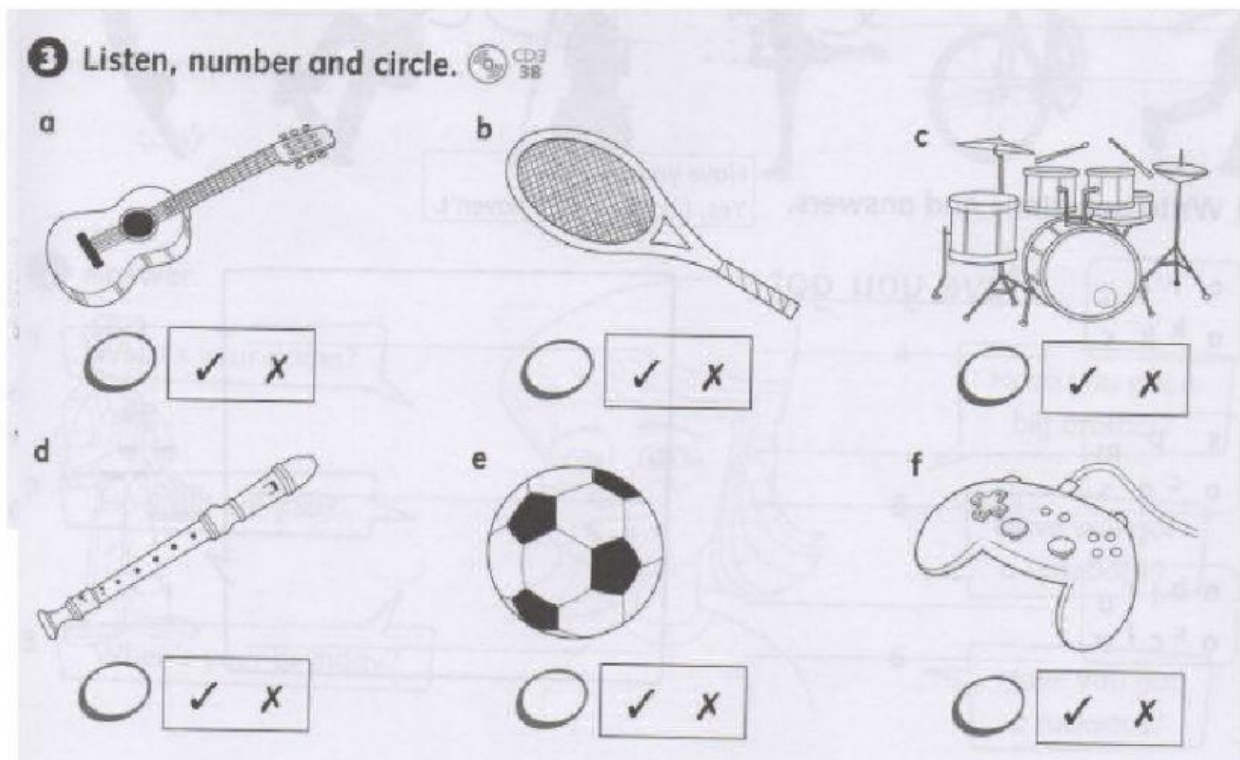 3 Listen, number and circle. CD3
38
a
b
c
✓ ✗
✓ ✗
✓ ✗
d
e
f
✓ ✗
✓ ✗
✓ ✗